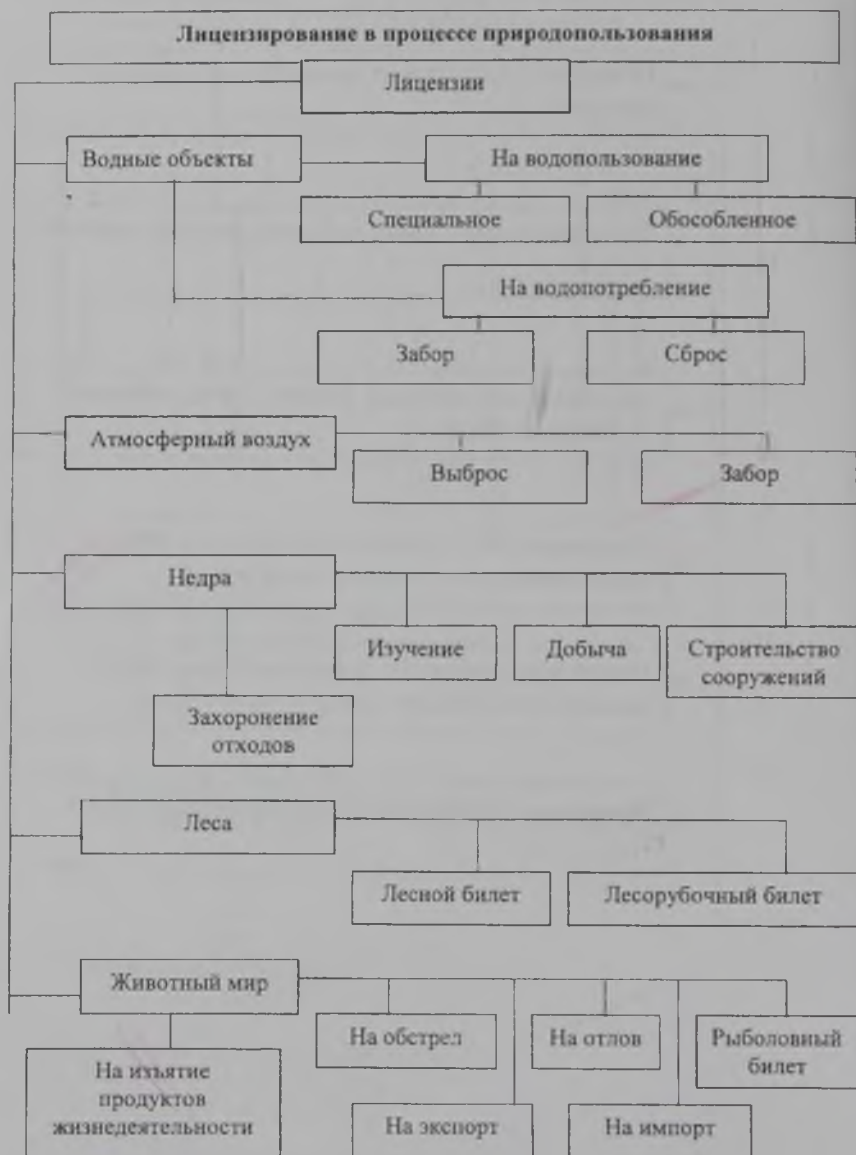 Лицензирование в процессе природопользования
Лицензии
Водные объекты
На водопользование
Специальное
Обособленное
На водопотребление
Забор
Сброс
Атмосферный воздух
Выброс
Забор
Недра
Изучение
Добыча
Строительство
сооружений
Захоронение
отходов
Леса
Лесной билет
Лесорубочный билет
Животный мир
На обстрел
На отлов
Рыболовный
билет
На изъятие
продуктов
жизнедеятельности
На экспорт
На импорт